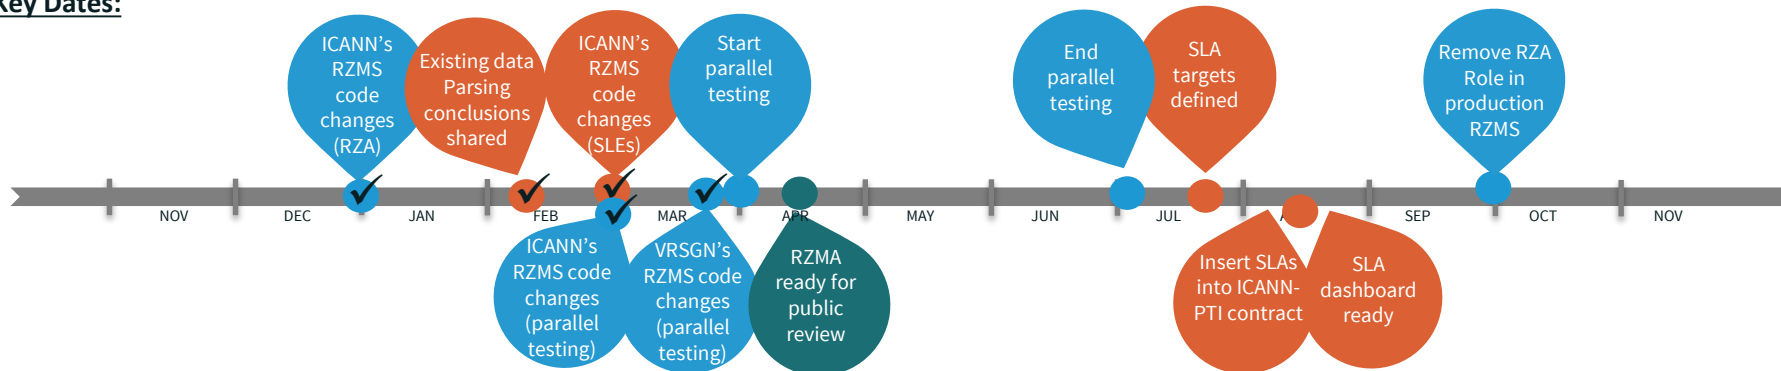 Key Dates:
ICANN's
RZMS
code
changes
(RZA)
Existing data
Parsing
conclusions
shared
ICANN's
RZMS
code
changes
(SLEs)
Start
parallel
testing
End
parallel
testing
SLA
targets
defined
Remove RZA
Role in
production
RZMS
NOV DEC JAN FEB MAR APR MAY JUN JUL SEP OCT NOV
ICANN's
RZMS code
changes
(parallel
testing)
VRSGN's
RZMS code
changes
(parallel
testing)
RZMA
ready for
public
review
Insert SLAs
into ICANN-
PTI contract
SLA
dashboard
ready